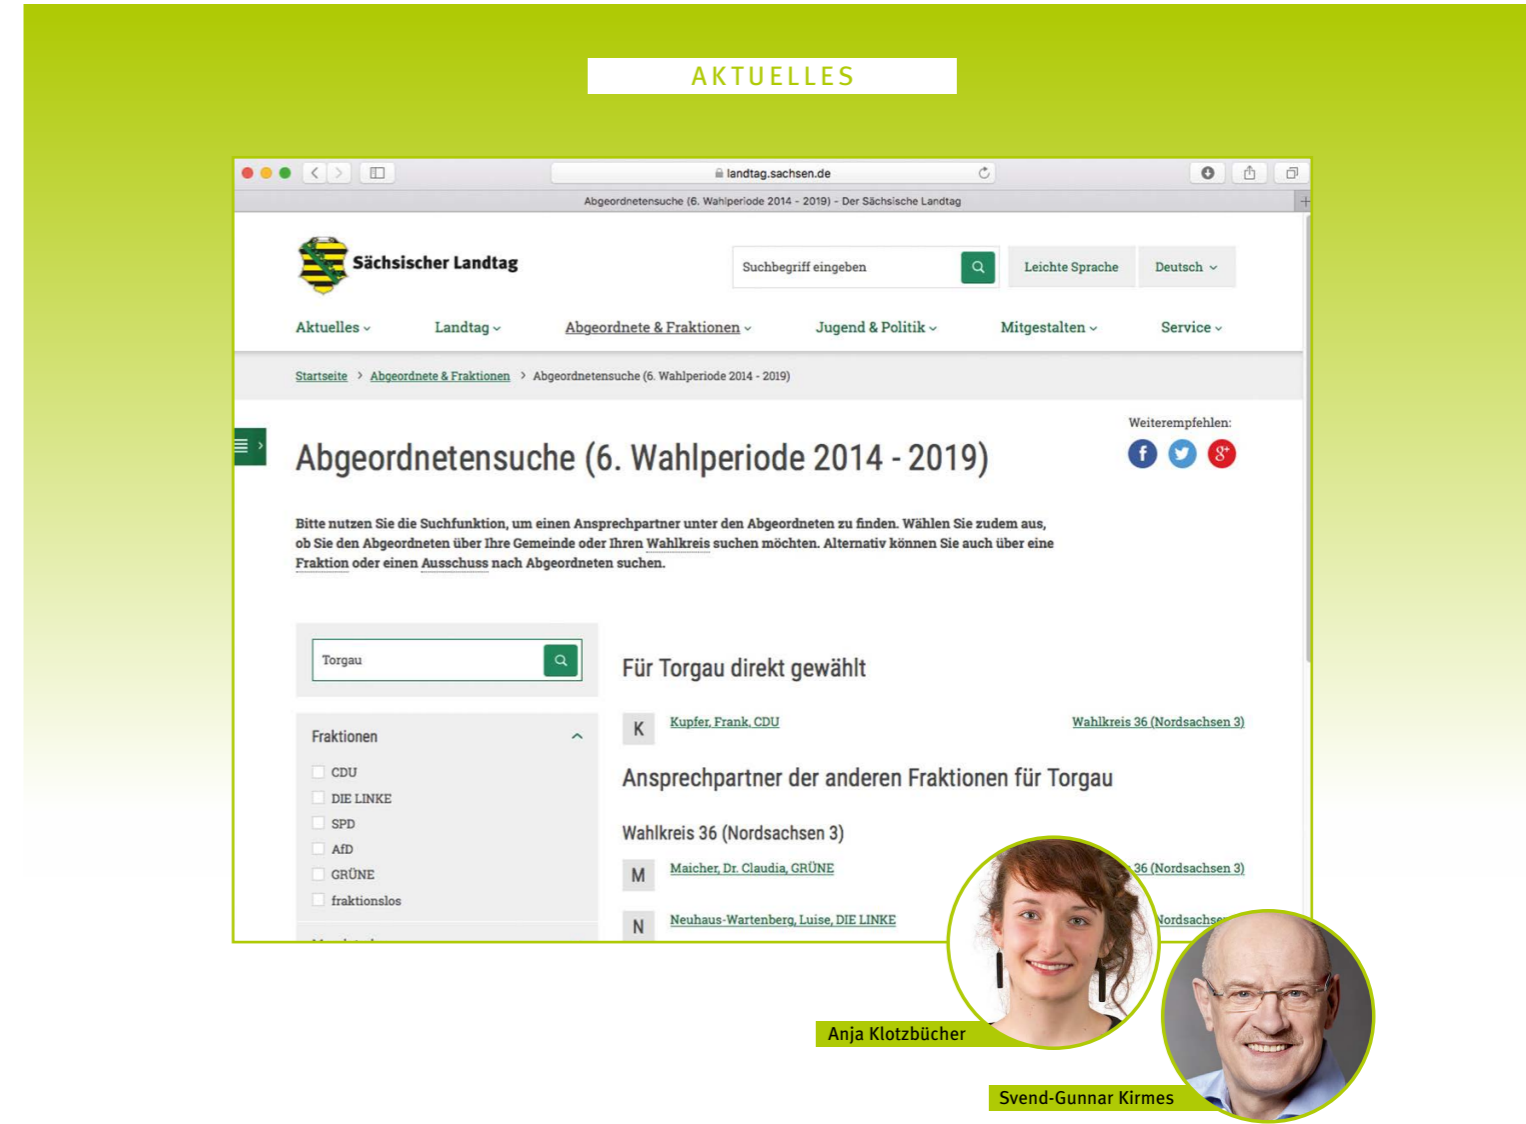 AKTUELLES
landtag.sachsen.de
Abgeordnetensuche (6. Wahlperiode 2014 - 2019) - Der Sächsische Landtag
Sächsischer Landtag
Suchbegriff eingeben
Leichte Sprache
Deutsch
Aktuelles
Landtag
Abgeordnete & Fraktionen
Jugend & Politik
Mitgestalten
Service
Startseite > Abgeordnete & Fraktionen > Abgeordnetensuche (6. Wahlperiode 2014 - 2019)
Weiterempfehlen:
Abgeordnetensuche (6. Wahlperiode 2014 - 2019)
Bitte nutzen Sie die Suchfunktion, um einen Ansprechpartner unter den Abgeordneten zu finden. Wählen Sie zudem aus,
ob Sie den Abgeordneten über Ihre Gemeinde oder Ihren Wahlkreis suchen möchten. Alternativ können Sie auch über eine
Fraktion oder einen Ausschuss nach Abgeordneten suchen.
Torgau
Fraktionen
CDU
DIE LINKE
SPD
AfD
GRÜNE
fraktionslos
Für Torgau direkt gewählt
K Kupfer, Frank, CDU Wahlkreis 36 (Nordsachsen 3)
Ansprechpartner der anderen Fraktionen für Torgau
Wahlkreis 36 (Nordsachsen 3)
M Maicher, Dr. Claudia, GRÜNE 36 (Nordsachsen 3)
N Neuhaus-Wartenberg, Luise, DIE LINKE
Anja Klotzbücher
Svend-Gunnar Kirmes